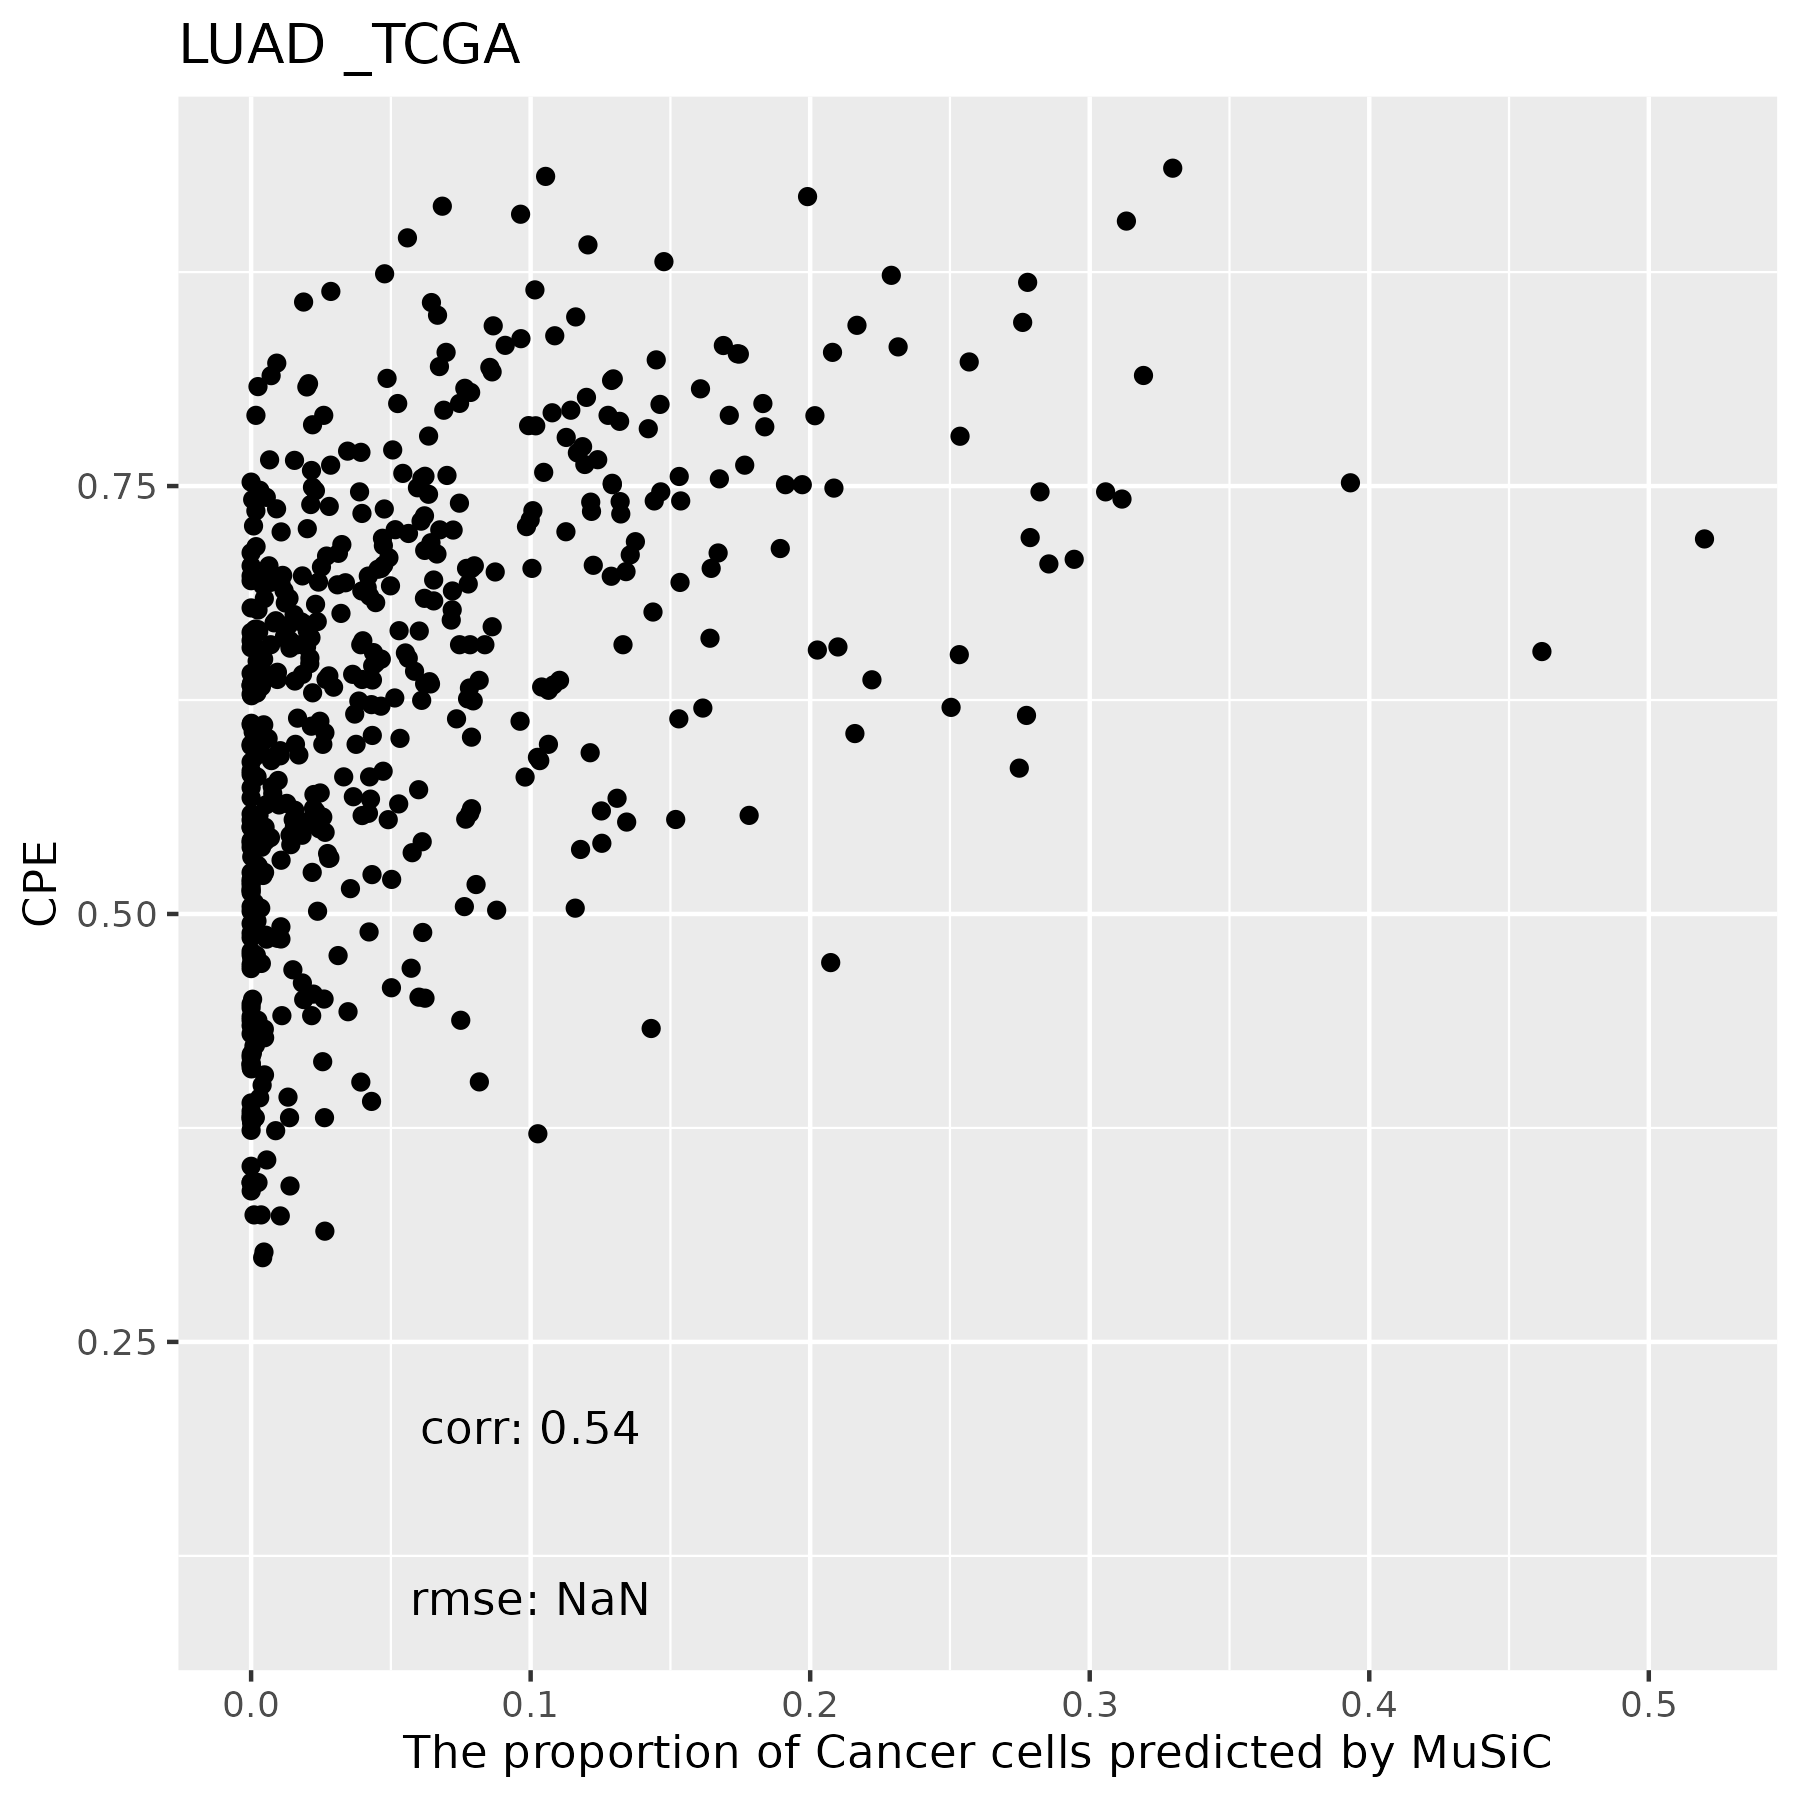 LUAD _TCGA
CPE
0.75
0.50
0.25
corr: 0.54
rmse: NaN
0.0 0.1 0.2 0.3 0.4 0.5
The proportion of Cancer cells predicted by MuSiC